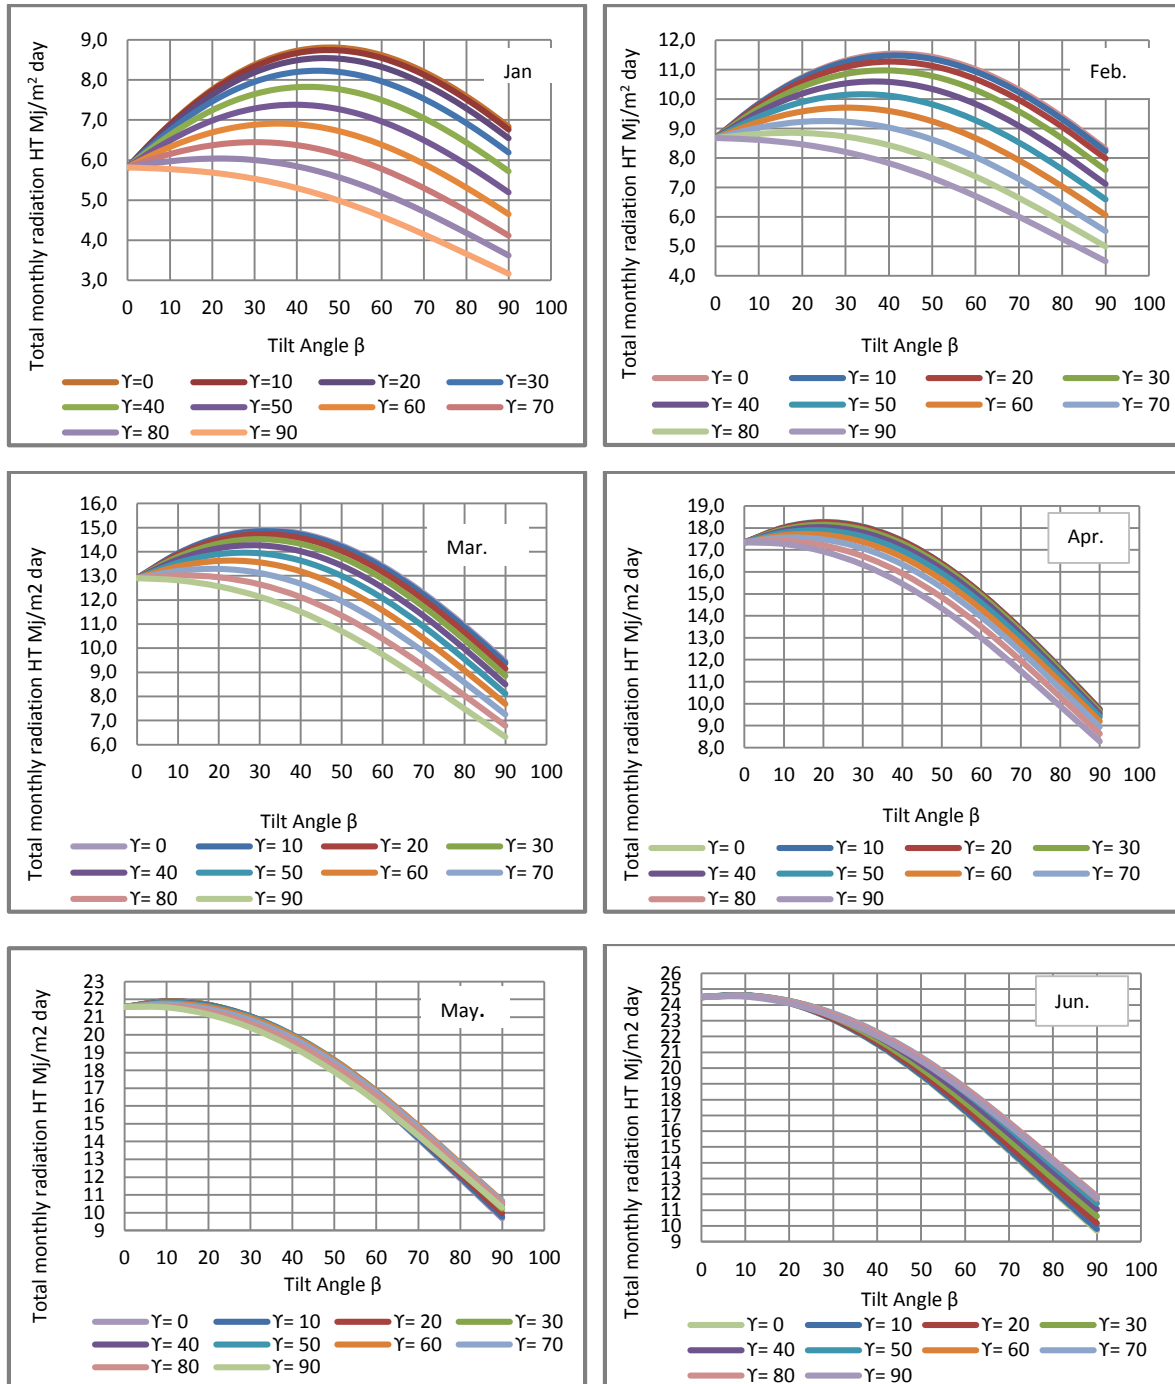 Total monthly radiation HT Mj/m² day
9,0
8,0
7,0
6,0
5,0
4,0
3,0
Jan
0 10 20 30 40 50 60 70 80 90 100
Tilt Angle β
ϒ=0 ϒ=10 ϒ=20 ϒ=30
ϒ=40 ϒ=50 ϒ= 60 ϒ= 70
ϒ= 80 ϒ= 90
Total monthly radiation HT Mj/m² day
12,0
11,0
10,0
9,0
8,0
7,0
6,0
5,0
4,0
Feb.
0 10 20 30 40 50 60 70 80 90 100
Tilt Angle β
ϒ= 0 ϒ= 10 ϒ= 20 ϒ= 30
ϒ= 40 ϒ= 50 ϒ= 60 ϒ= 70
ϒ= 80 ϒ= 90
Total monthly radiation HT Mj/m2 day
16,0
15,0
14,0
13,0
12,0
11,0
10,0
9,0
8,0
7,0
6,0
Mar.
0 10 20 30 40 50 60 70 80 90 100
Tilt Angle β
ϒ= 0 ϒ= 10 ϒ= 20 ϒ= 30
ϒ= 40 ϒ= 50 ϒ= 60 ϒ= 70
ϒ= 80 ϒ= 90
Total monthly radiation HT Mj/m2 day
19,0
18,0
17,0
16,0
15,0
14,0
13,0
12,0
11,0
10,0
9,0
8,0
Apr.
0 10 20 30 40 50 60 70 80 90 100
Tilt Angle β
ϒ= 0 ϒ= 10 ϒ= 20 ϒ= 30
ϒ= 40 ϒ= 50 ϒ= 60 ϒ= 70
ϒ= 80 ϒ= 90
Total monthly radiation HT Mj/m2 day
23
22
21
20
19
18
17
16
15
14
13
12
11
10
9
May.
0 10 20 30 40 50 60 70 80 90 100
Tilt Angle β
ϒ= 0 ϒ= 10 ϒ= 20 ϒ= 30
ϒ= 40 ϒ= 50 ϒ= 60 ϒ= 70
ϒ= 80 ϒ= 90
Total monthly radiation HT Mj/m2 day
26
25
24
23
22
21
20
19
18
17
16
15
14
13
12
11
10
9
Jun.
0 10 20 30 40 50 60 70 80 90 100
Tilt Angle β
ϒ= 0 ϒ= 10 ϒ= 20 ϒ= 30
ϒ= 40 ϒ= 50 ϒ= 60 ϒ= 70
ϒ= 80 ϒ= 90